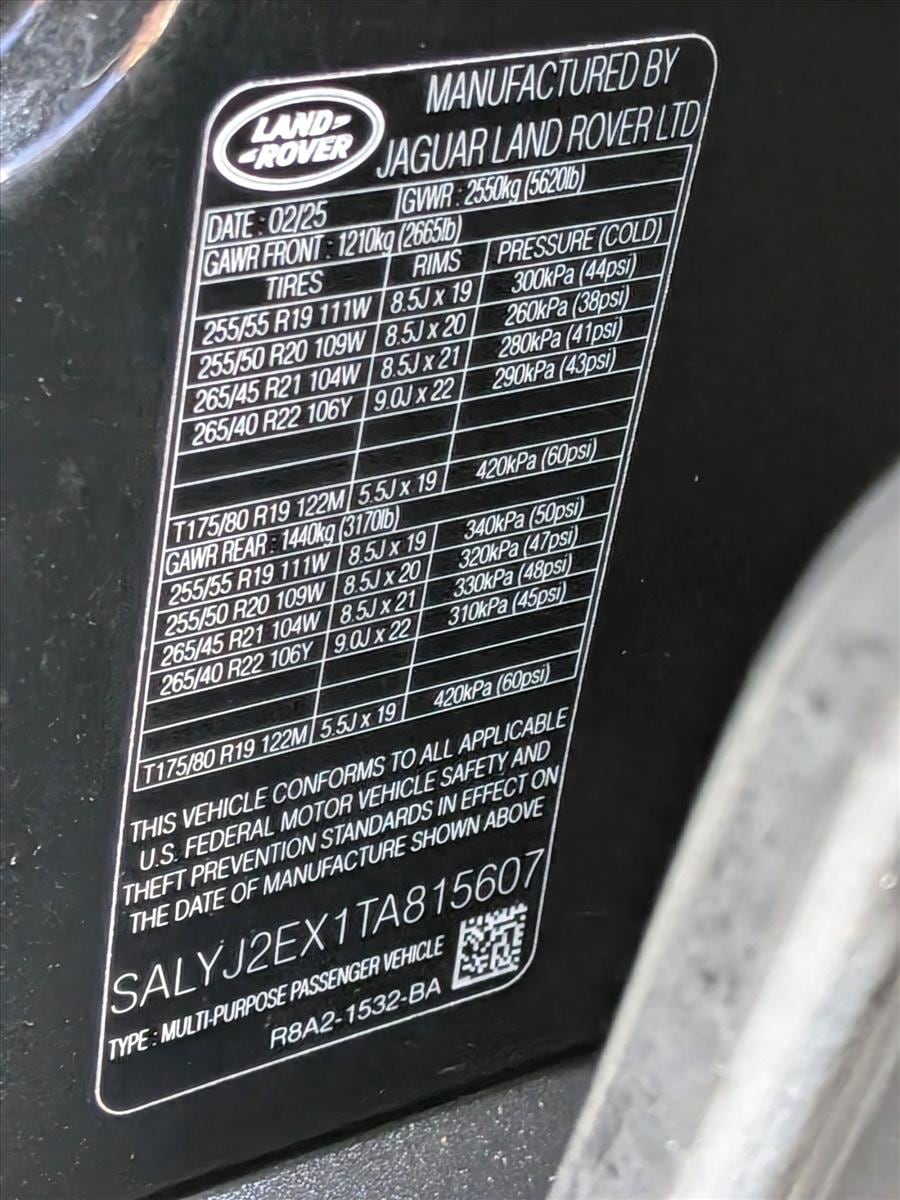 LAND-
-ROVER
MANUFACTURED BY
JAGUAR LAND ROVER LTD
DATE : 02/25 GVWR : 2550kg (5620lb)
GAWR FRONT : 1210kg (2665lb)
TIRES RIMS PRESSURE (COLD)
255/55 R19 111W 8.5J x 19 300kPa (44psi)
255/50 R20 109W 8.5J x 20 260kPa (38psi)
265/45 R21 104W 8.5J x 21 280kPa (41psi)
265/40 R22 106Y 9.0J x 22 290kPa (43psi)
T175/80 R19 122M 5.5J x 19 420kPa (60psi)
GAWR REAR : 1440kg (3170lb)
255/55 R19 111W 8.5J x 19 340kPa (50psi)
255/50 R20 109W 8.5J x 20 320kPa (47psi)
265/45 R21 104W 8.5J x 21 330kPa (48psi)
265/40 R22 106Y 9.0J x 22 310kPa (45psi)
T175/80 R19 122M 5.5J x 19 420kPa (60psi)
THIS VEHICLE CONFORMS TO ALL APPLICABLE
U.S. FEDERAL MOTOR VEHICLE SAFETY AND
THEFT PREVENTION STANDARDS IN EFFECT ON
THE DATE OF MANUFACTURE SHOWN ABOVE
SALYJ2EX1TA815607
TYPE : MULTI-PURPOSE PASSENGER VEHICLE
R8A2-1532-BA